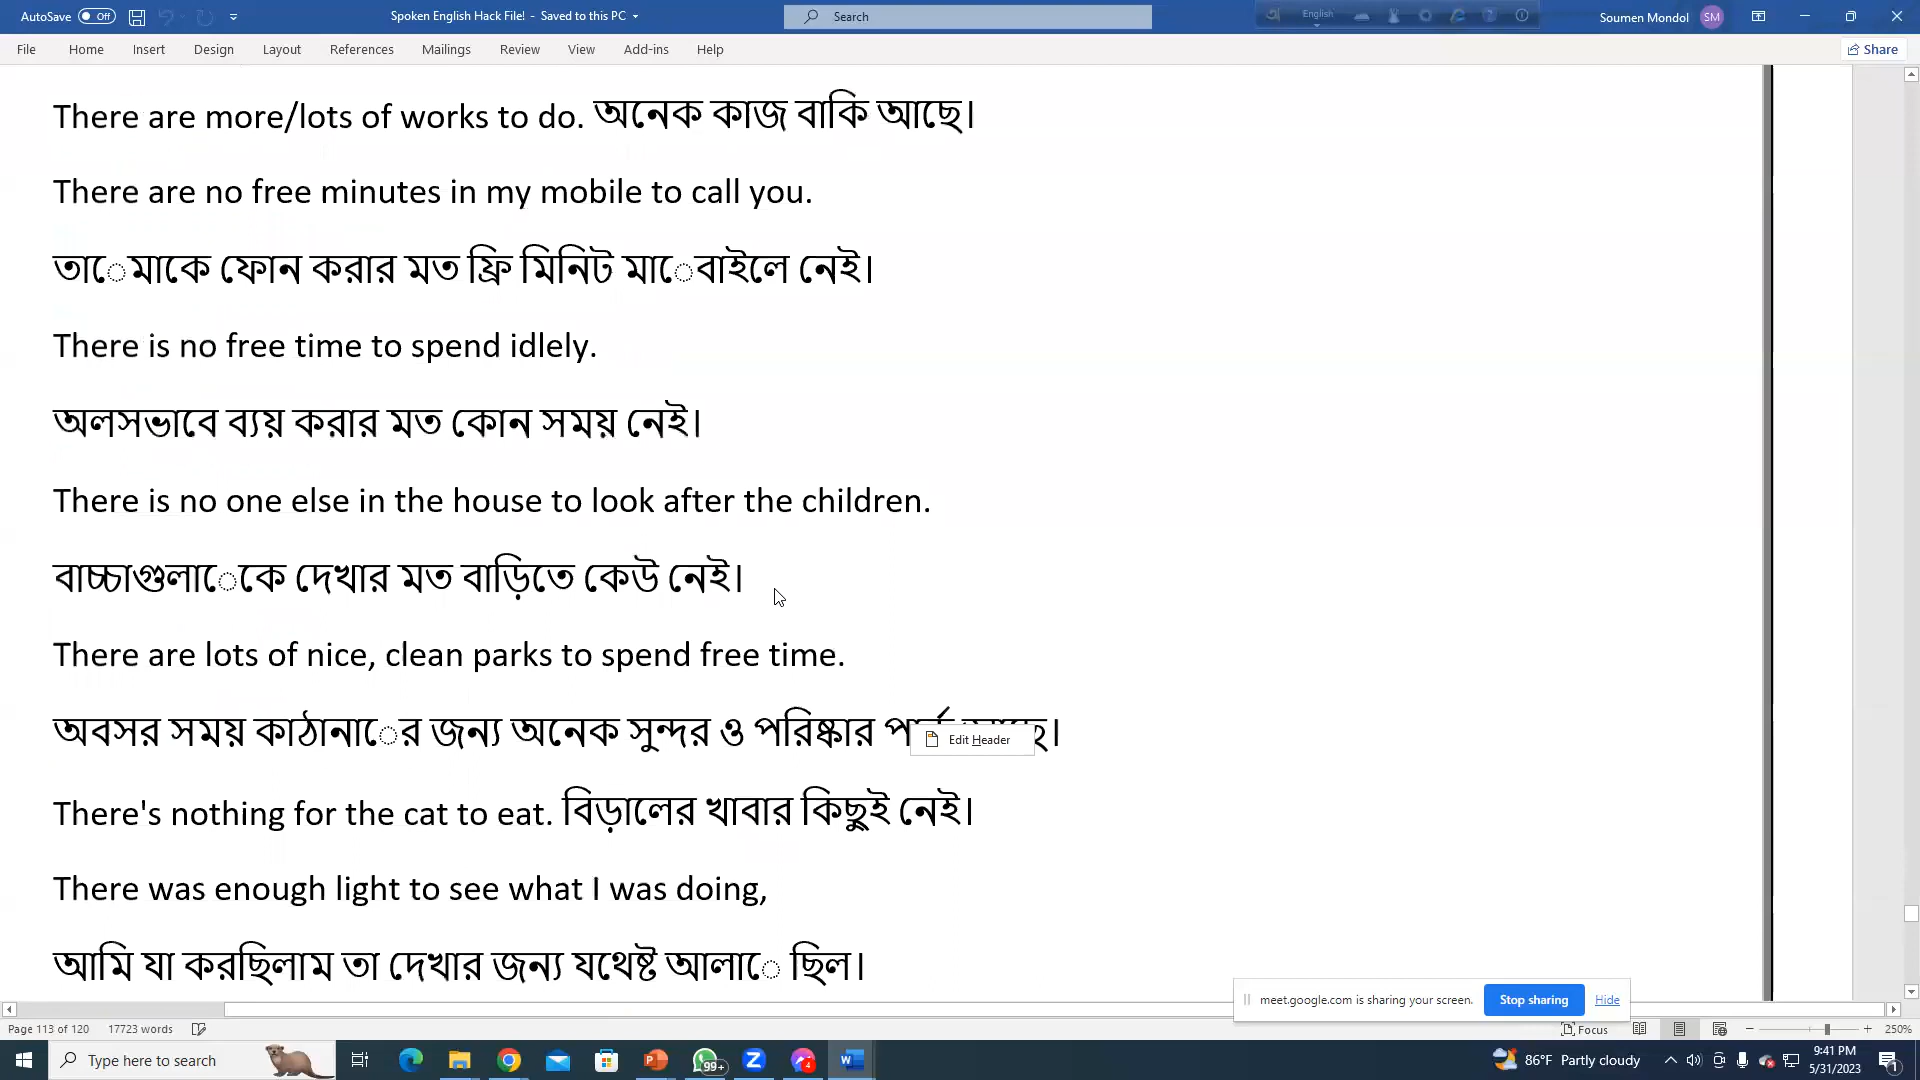 AutoSave Off Spoken English Hack File! - Saved to this PC Search English Soumen Mondol SM
File Home Insert Design Layout References Mailings Review View Add-ins Help Share
There are more/lots of works to do. অনেক কাজ বাকি আছে।
There are no free minutes in my mobile to call you.
তােমাকে ফোন করার মত ফ্রি মিনিট মােবাইলে নেই।
There is no free time to spend idlely.
অলসভাবে ব্যয় করার মত কোন সময় নেই।
There is no one else in the house to look after the children.
বাচ্চাগুলােকে দেখার মত বাড়িতে কেউ নেই।
There are lots of nice, clean parks to spend free time.
অবসর সময় কাঠানাের জন্য অনেক সুন্দর ও পরিষ্কার
Edit Header
There's nothing for the cat to eat. বিড়ালের খাবার কিছুই নেই।
There was enough light to see what I was doing,
আমি যা করছিলাম তা দেখার জন্য যথেষ্ট আলাে ছিল।
meet.google.com is sharing your screen. Stop sharing Hide
Page 113 of 120 17723 words Focus 250%
Type here to search 99+ 4 86°F Partly cloudy 9:41 PM
5/31/2023 1